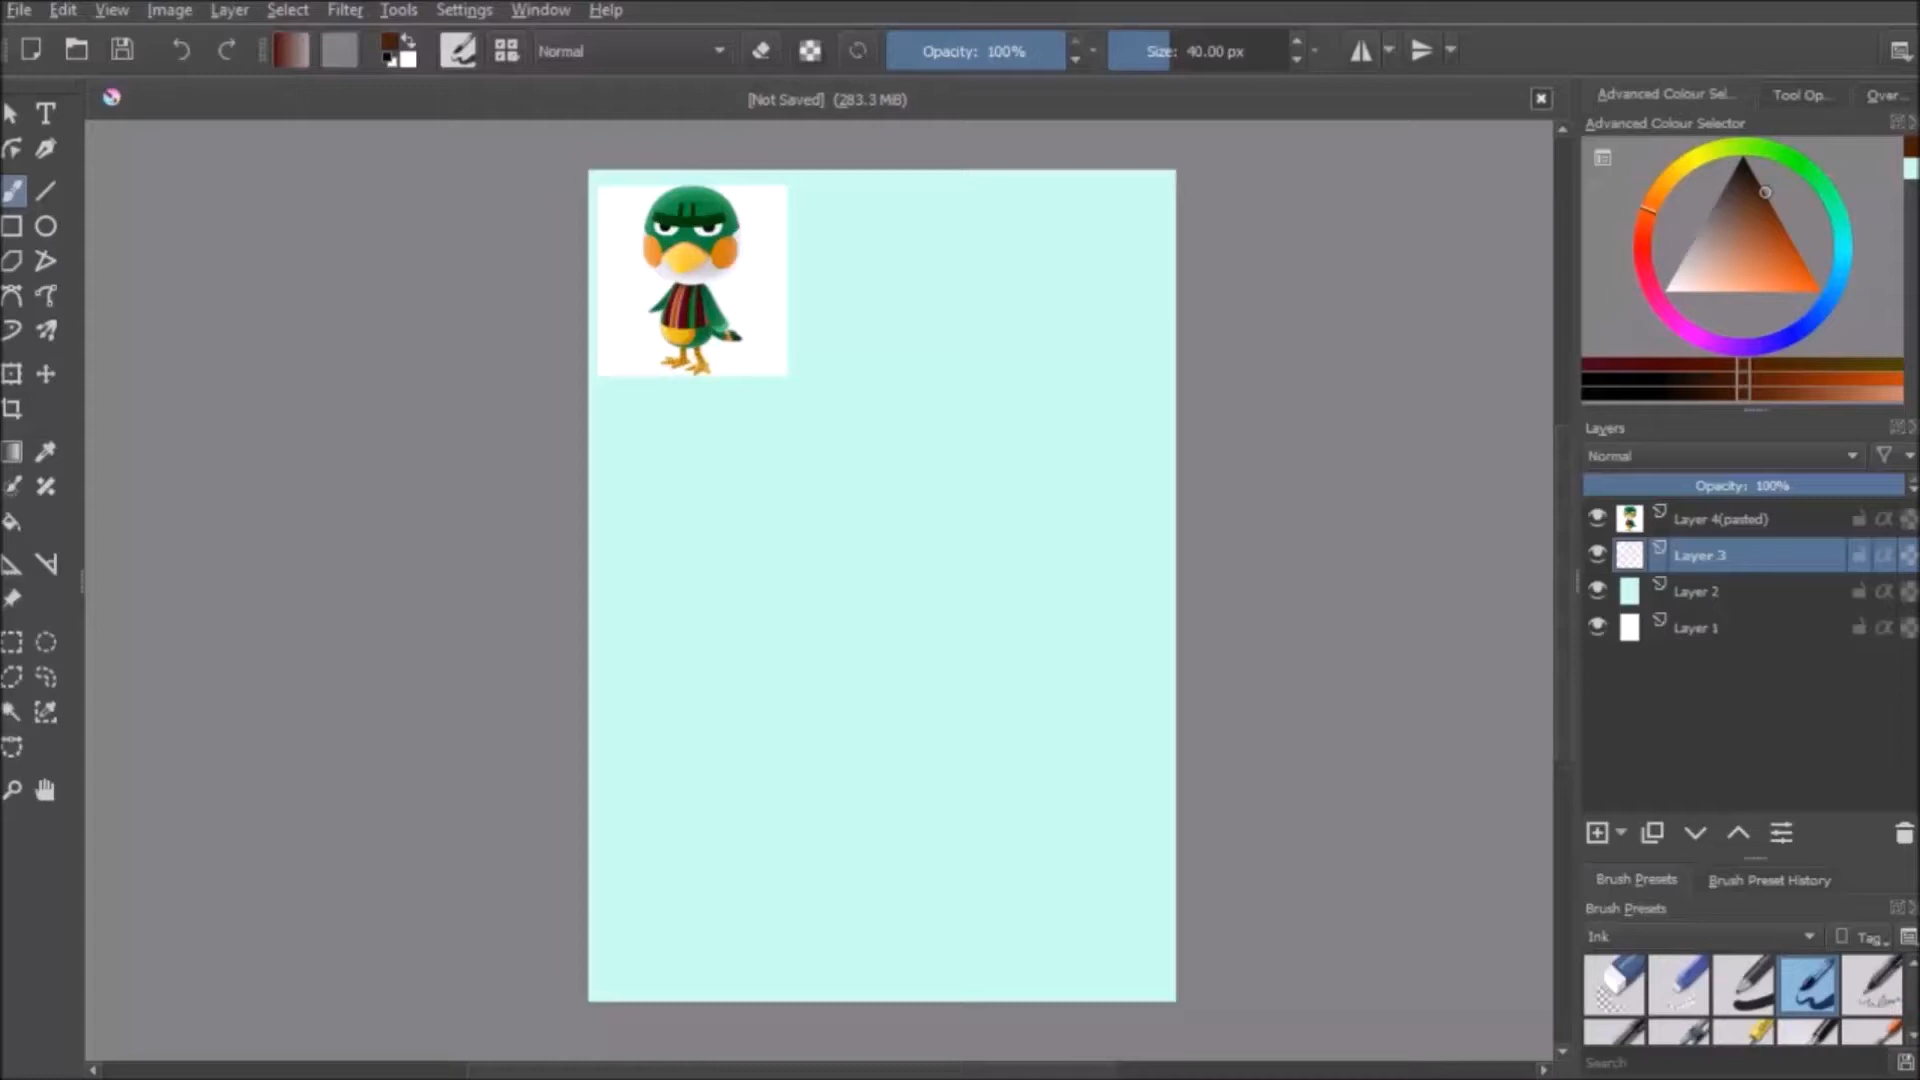 File Edit View Image Layer Select Filter Tools Settings Window Help
Normal Opacity: 100% Size: 40.00 px
[Not Saved] (283.3 MiB)
Advanced Colour Sel... Tool Op... Over...
Advanced Colour Selector
Layers
Normal
Opacity: 100%
Layer 4(pasted)
Layer 3
Layer 2
Layer 1
Brush Presets Brush Preset History
Brush Presets
Ink Tag
Search